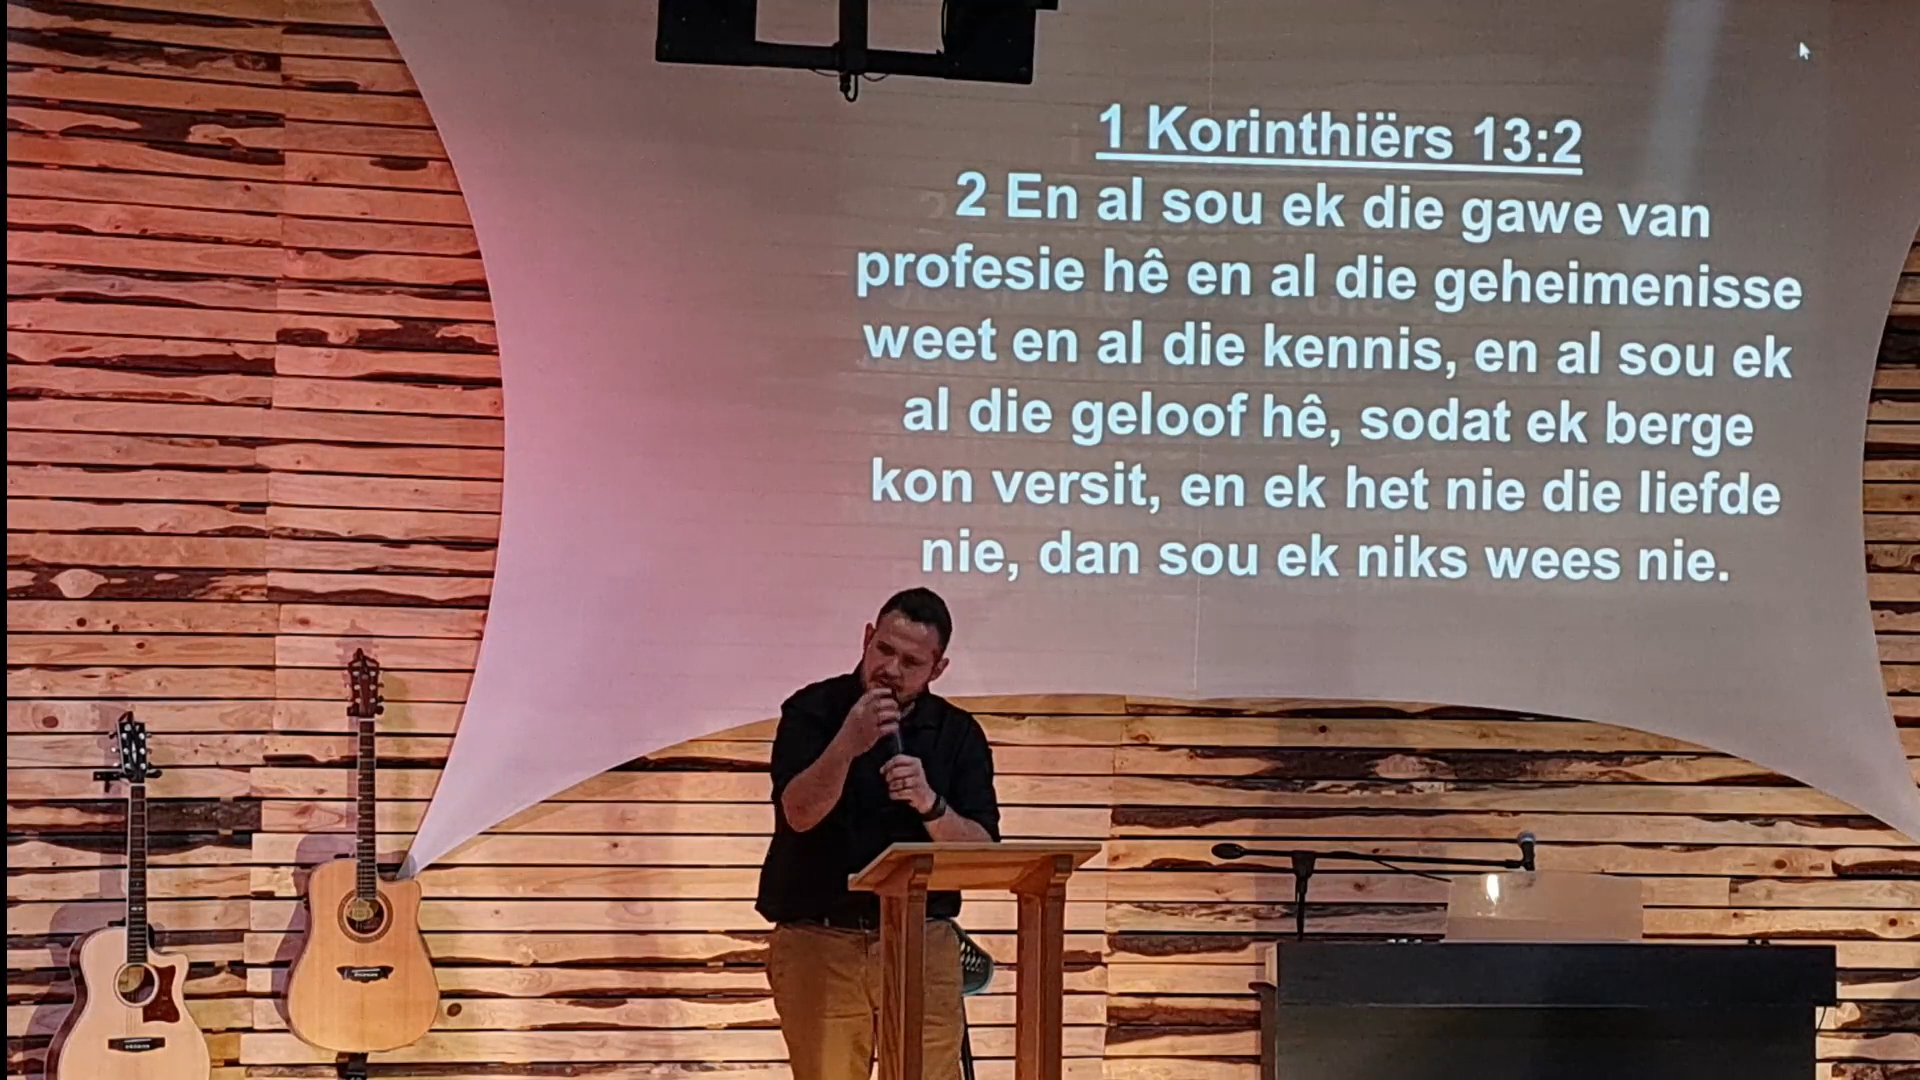 1 Korinthiërs 13:2
2 En al sou ek die gawe van
profesie hê en al die geheimenisse
weet en al die kennis, en al sou ek
al die geloof hê, sodat ek berge
kon versit, en ek het nie die liefde
nie, dan sou ek niks wees nie.